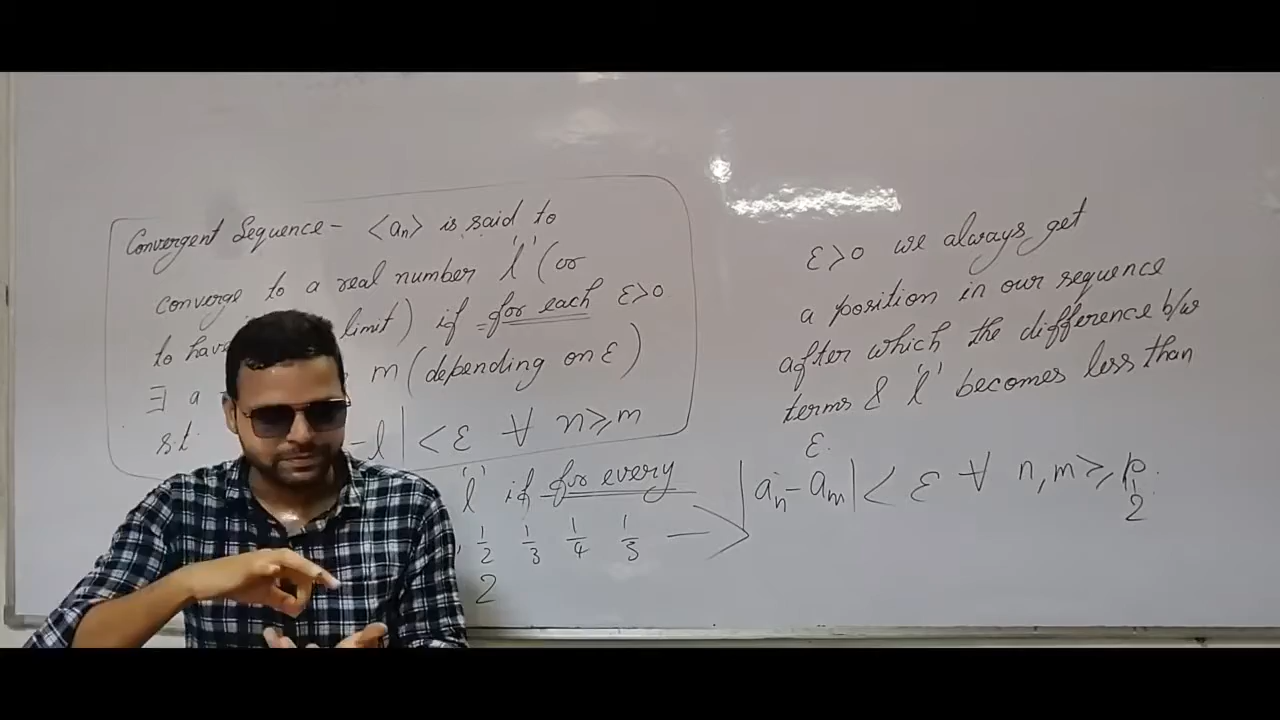 Convergent Sequence - <aₙ> is said to
converge to a real number 'l' (or
to have limit) if for each ε>0
∃ a m (depending on ε)
s.t. -l| < ε ∀ n≥m
'l' if for every
1/2 1/3 1/4 1/5 →
2
ε>0 we always get
a position in our sequence
after which the difference b/w
terms & 'l' becomes less than
ε.
|aₙ-aₘ| < ε ∀ n,m ≥ p.
1/2